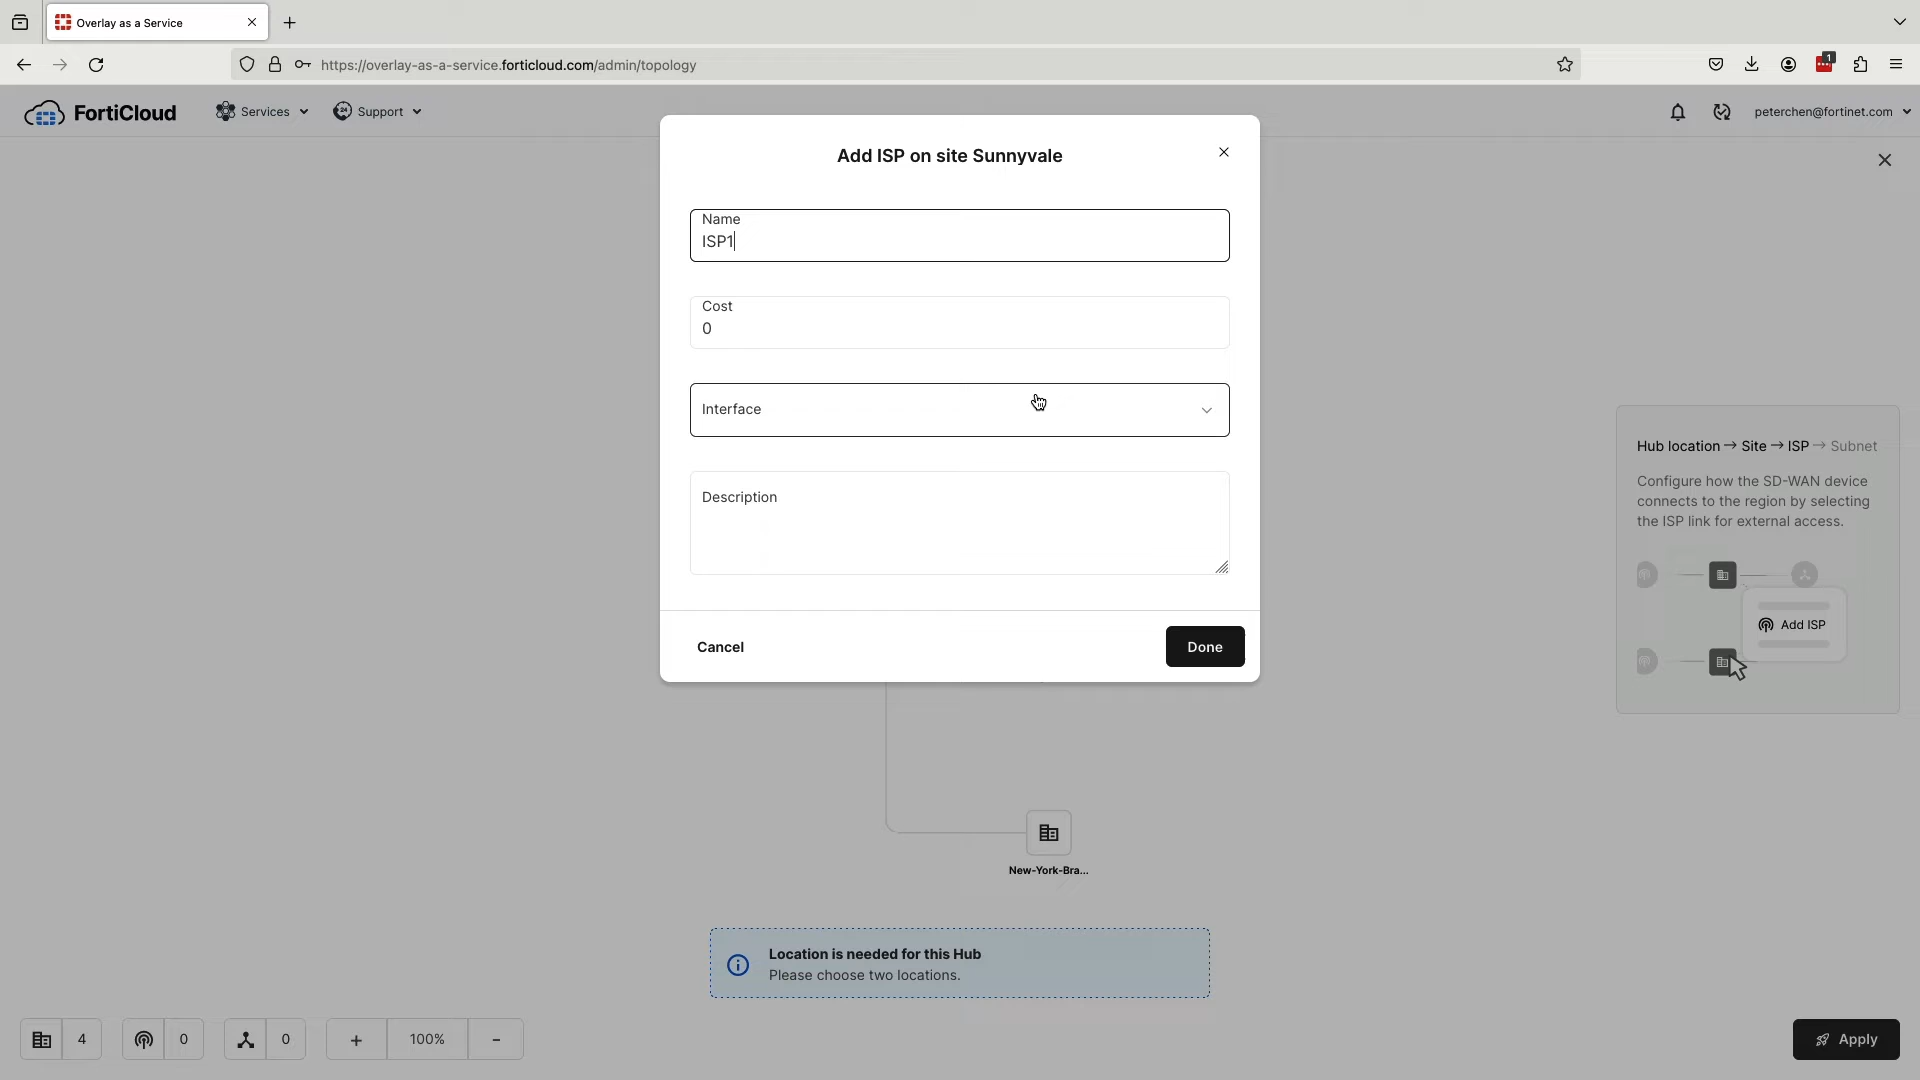 Overlay as a Service
https://overlay-as-a-service.forticloud.com/admin/topology
1
FortiCloud
Services
24
Support
peterchen@fortinet.com
Add ISP on site Sunnyvale
Name
ISP1
Cost
0
Interface
Description
Cancel
Done
Hub location → Site → ISP → Subnet
Configure how the SD-WAN device
connects to the region by selecting
the ISP link for external access.
Add ISP
New-York-Bra...
Location is needed for this Hub
Please choose two locations.
4
0
0
+
100%
-
Apply